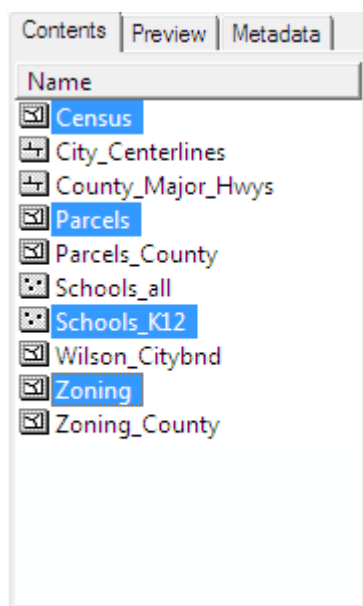 Contents Preview Metadata
Name
Census
City_Centerlines
County_Major_Hwys
Parcels
Parcels_County
Schools_all
Schools_K12
Wilson_Citybnd
Zoning
Zoning_County